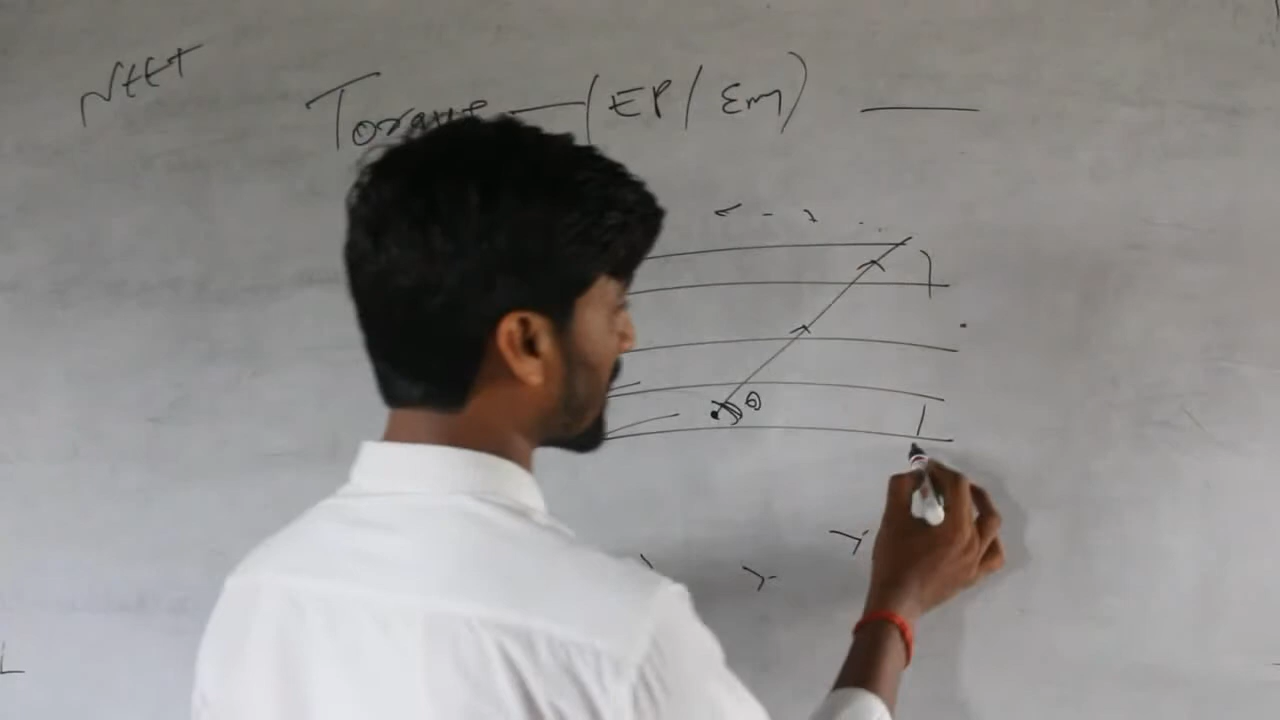 Neet
Torque — (EP / Em) —
θ